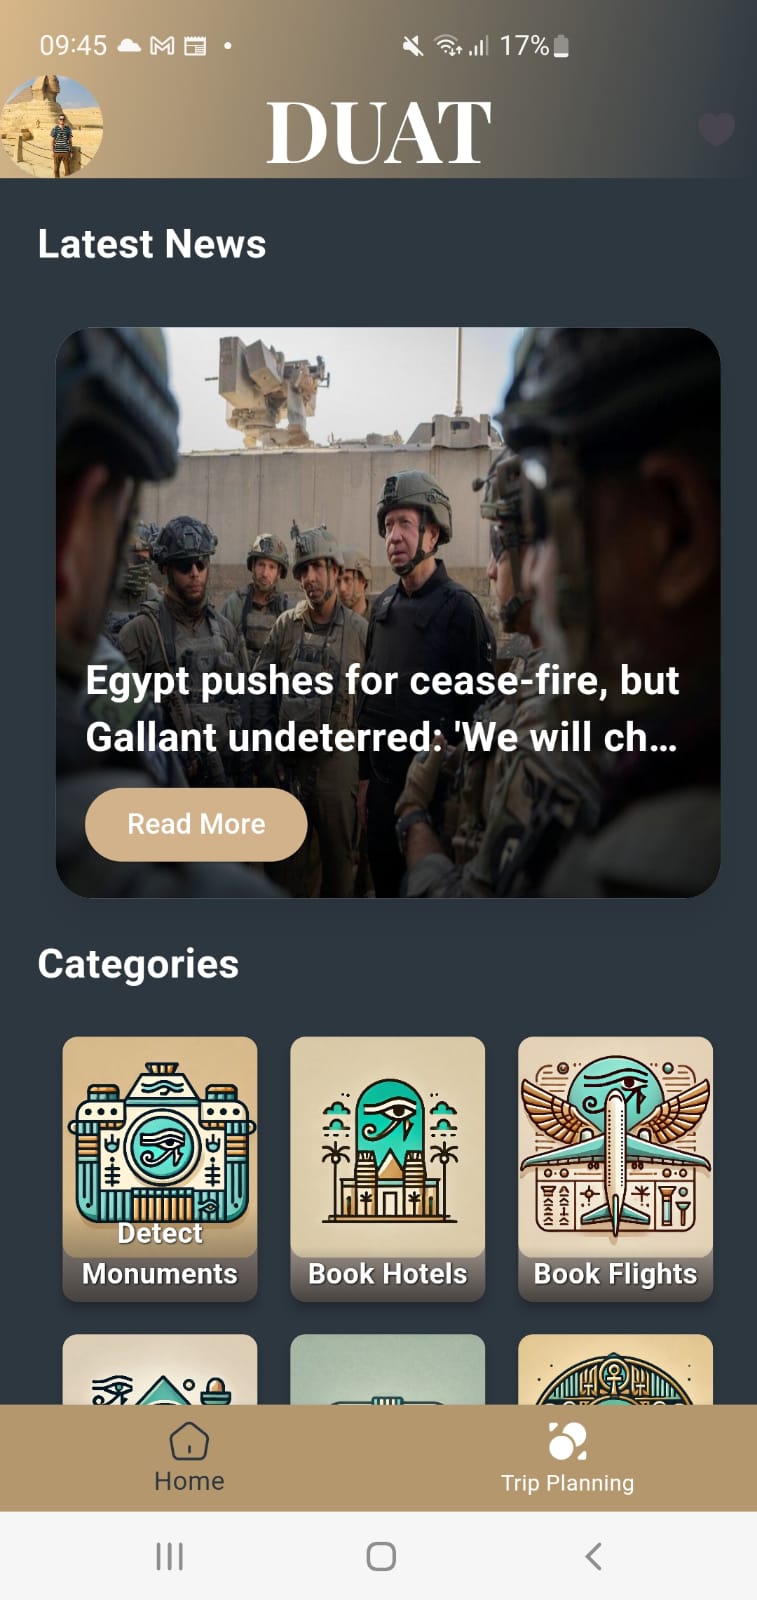 09:45
17%
DUAT
Latest News
Egypt pushes for cease-fire, but
Gallant undeterred: 'We will ch...
Read More
Categories
Detect
Monuments
Book Hotels
Book Flights
Home
Trip Planning